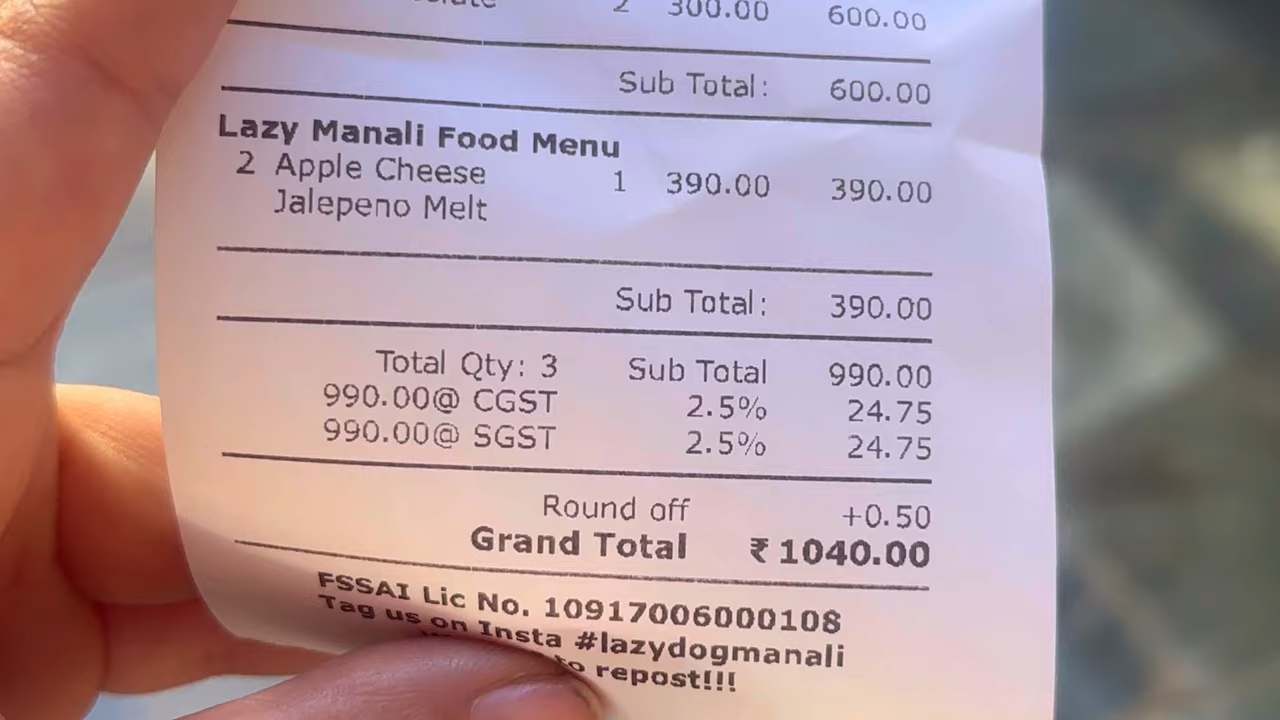 2 300.00 600.00
Sub Total: 600.00
Lazy Manali Food Menu
2 Apple Cheese 1 390.00 390.00
Jalepeno Melt
Sub Total: 390.00
Total Qty: 3 Sub Total 990.00
990.00@ CGST 2.5% 24.75
990.00@ SGST 2.5% 24.75
Round off +0.50
Grand Total ₹ 1040.00
FSSAI Lic No. 10917006000108
Tag us on Insta #lazydogmanali
to repost!!!